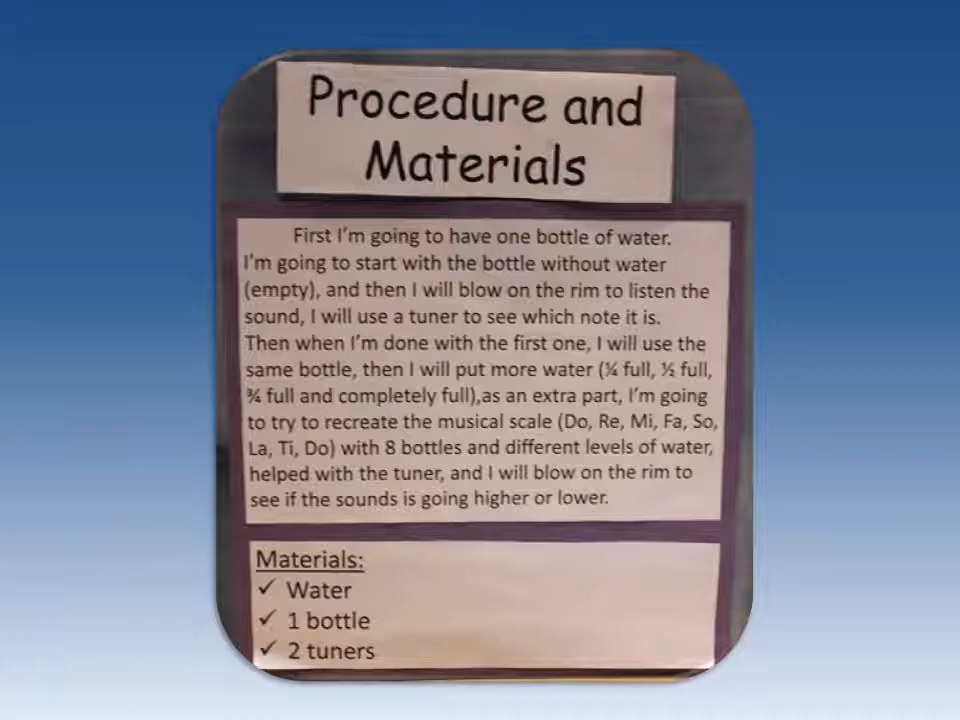 Procedure and
Materials
First I'm going to have one bottle of water.
I'm going to start with the bottle without water
(empty), and then I will blow on the rim to listen the
sound, I will use a tuner to see which note it is.
Then when I'm done with the first one, I will use the
same bottle, then I will put more water (¼ full, ½ full,
¾ full and completely full),as an extra part, I'm going
to try to recreate the musical scale (Do, Re, Mi, Fa, So,
La, Ti, Do) with 8 bottles and different levels of water,
helped with the tuner, and I will blow on the rim to
see if the sounds is going higher or lower.
Materials:
✓ Water
✓ 1 bottle
✓ 2 tuners